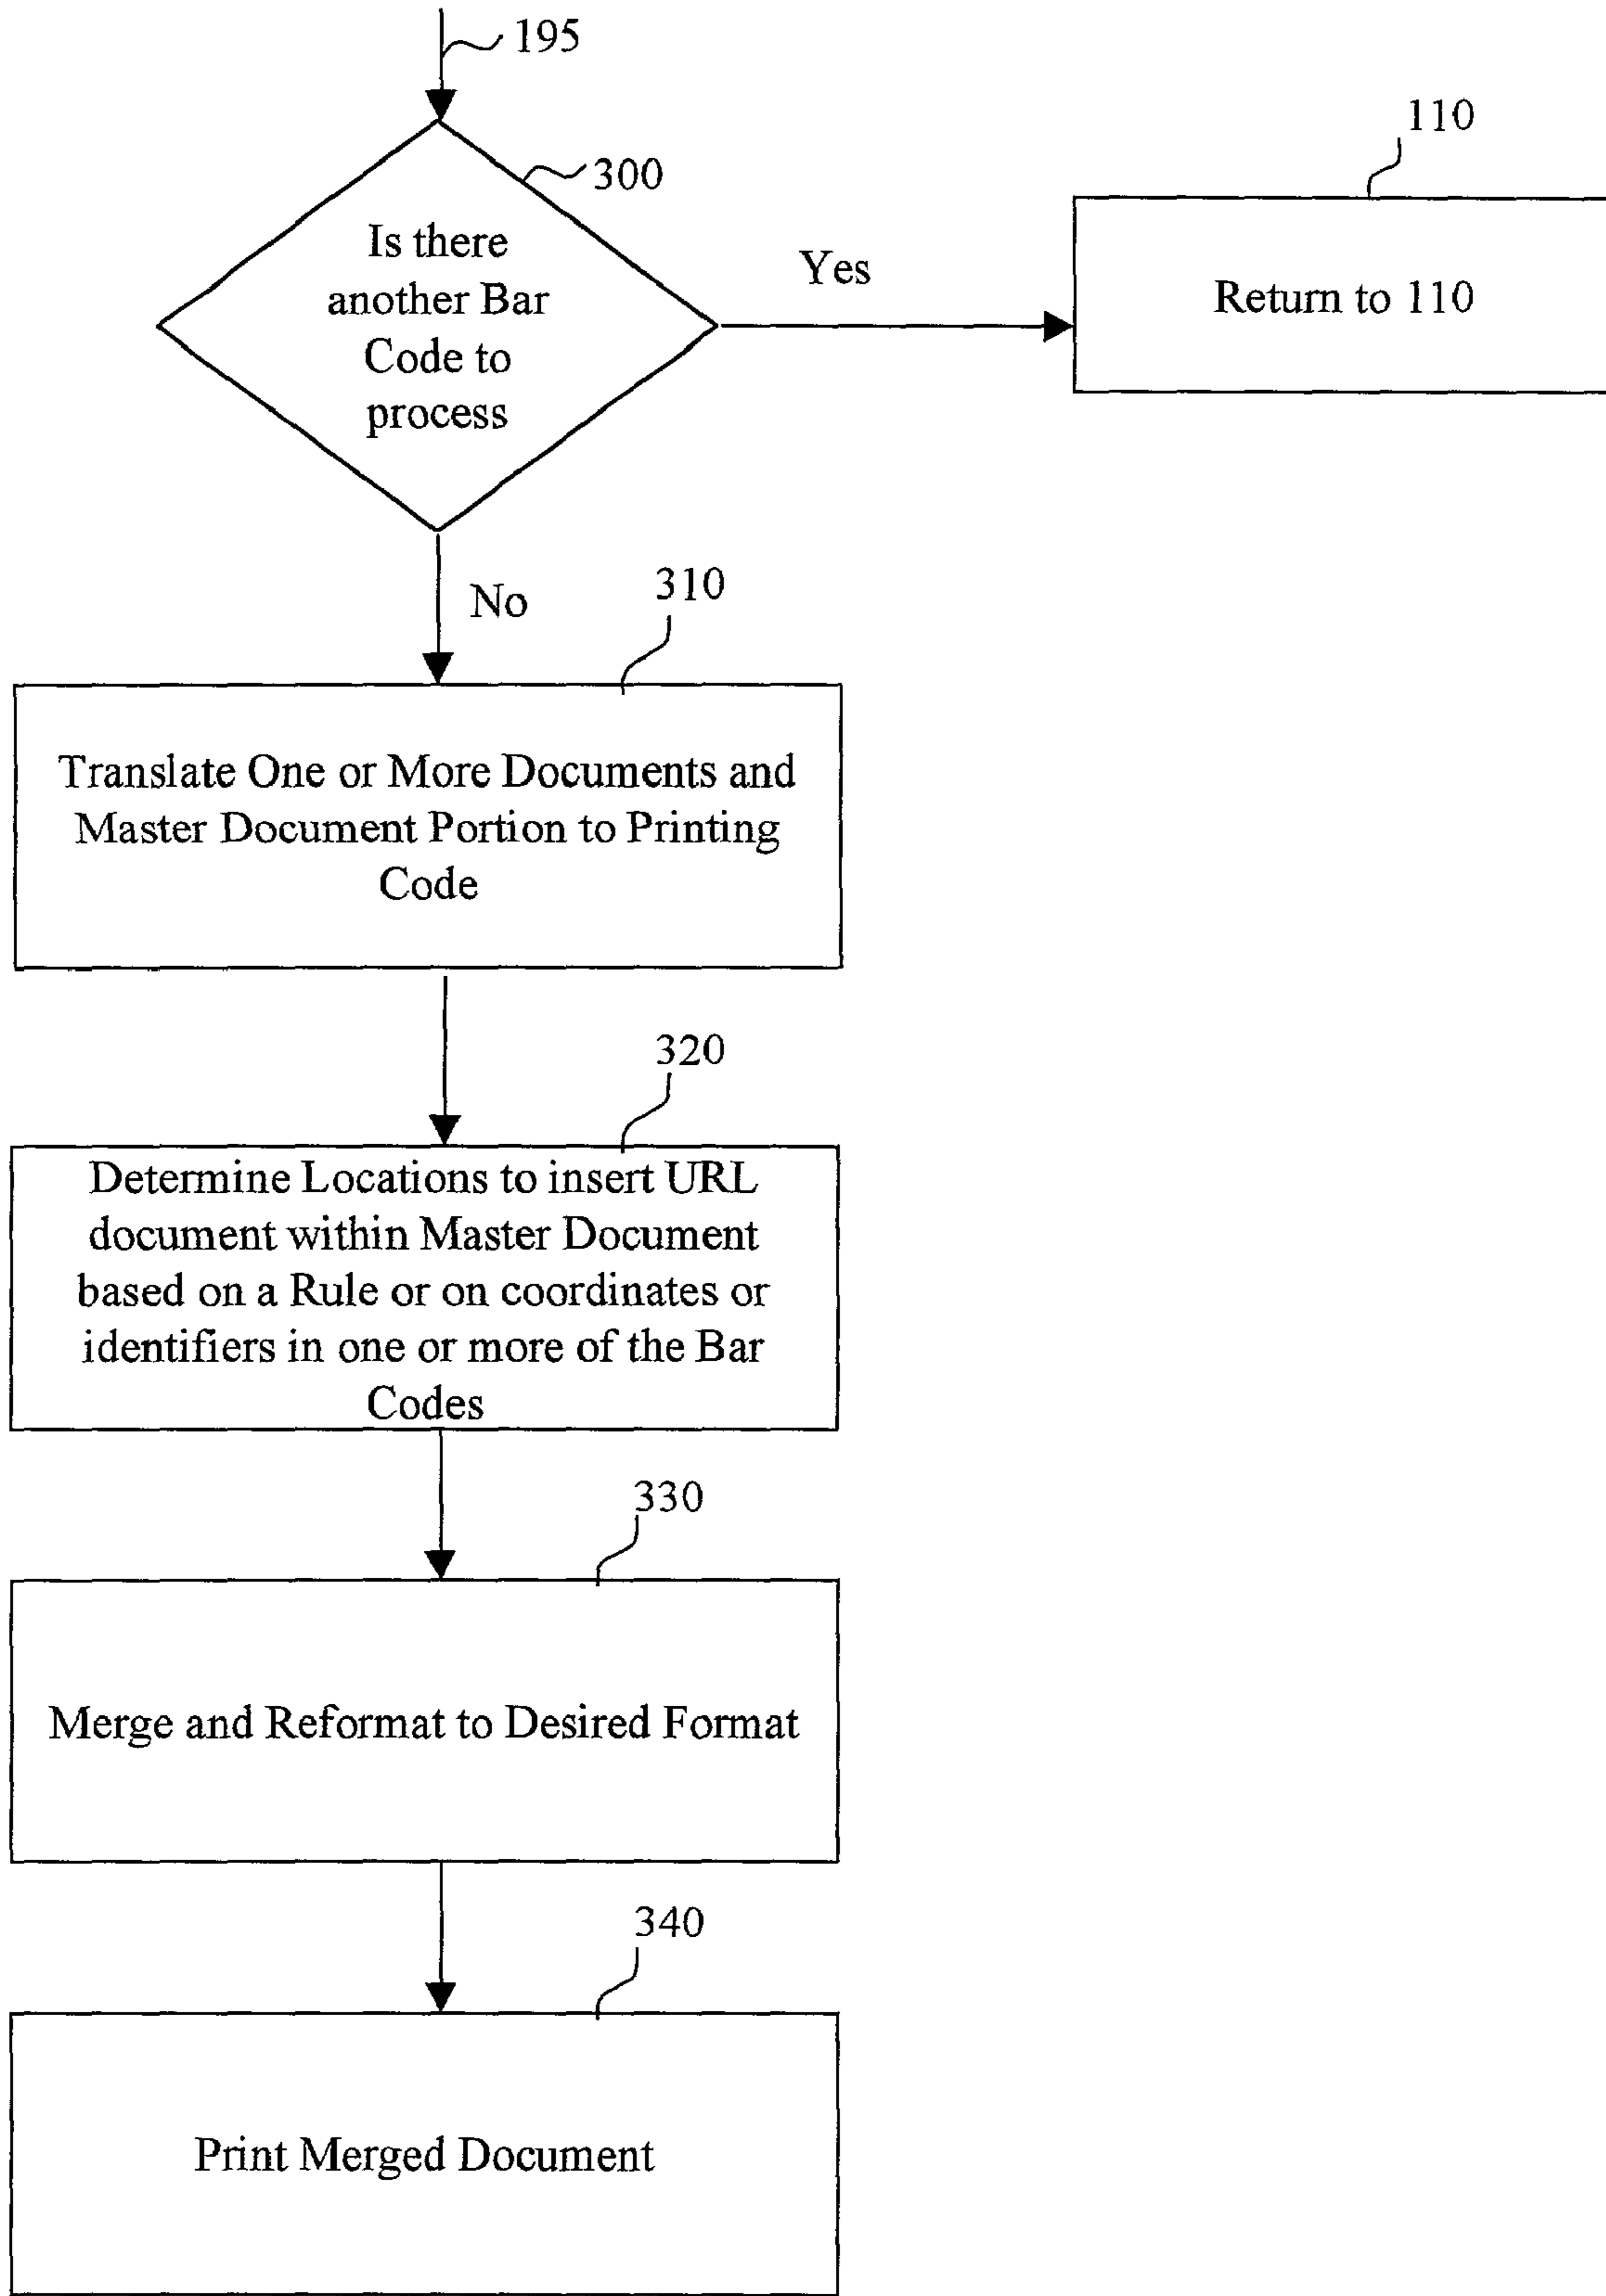 195
300
110
Is there
another Bar
Code to
process
Yes
Return to 110
No
310
Translate One or More Documents and
Master Document Portion to Printing
Code
320
Determine Locations to insert URL
document within Master Document
based on a Rule or on coordinates or
identifiers in one or more of the Bar
Codes
330
Merge and Reformat to Desired Format
340
Print Merged Document